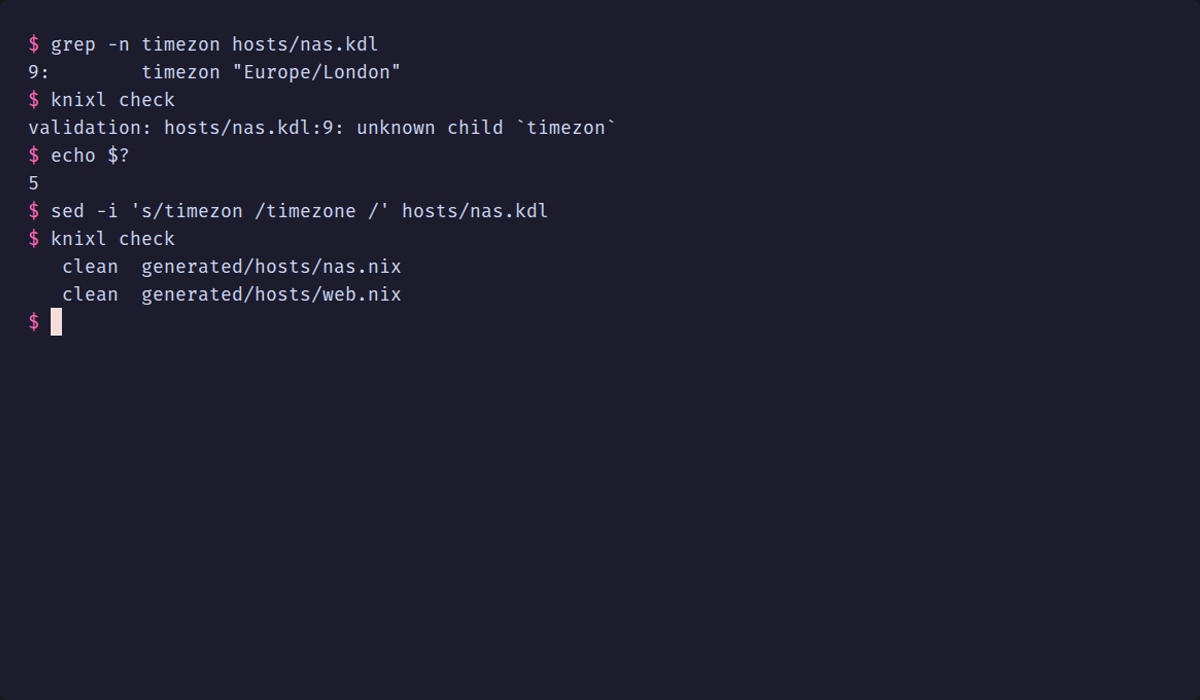 $ grep -n timezon hosts/nas.kdl
9:        timezon "Europe/London"
$ knixl check
validation: hosts/nas.kdl:9: unknown child `timezon`
$ echo $?
5
$ sed -i 's/timezon /timezone /' hosts/nas.kdl
$ knixl check
   clean  generated/hosts/nas.nix
   clean  generated/hosts/web.nix
$